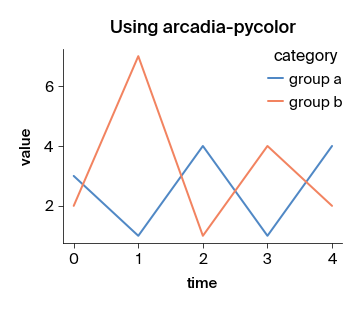 Using arcadia-pycolor
category
group a
group b
value
6
4
2
0 1 2 3 4
time